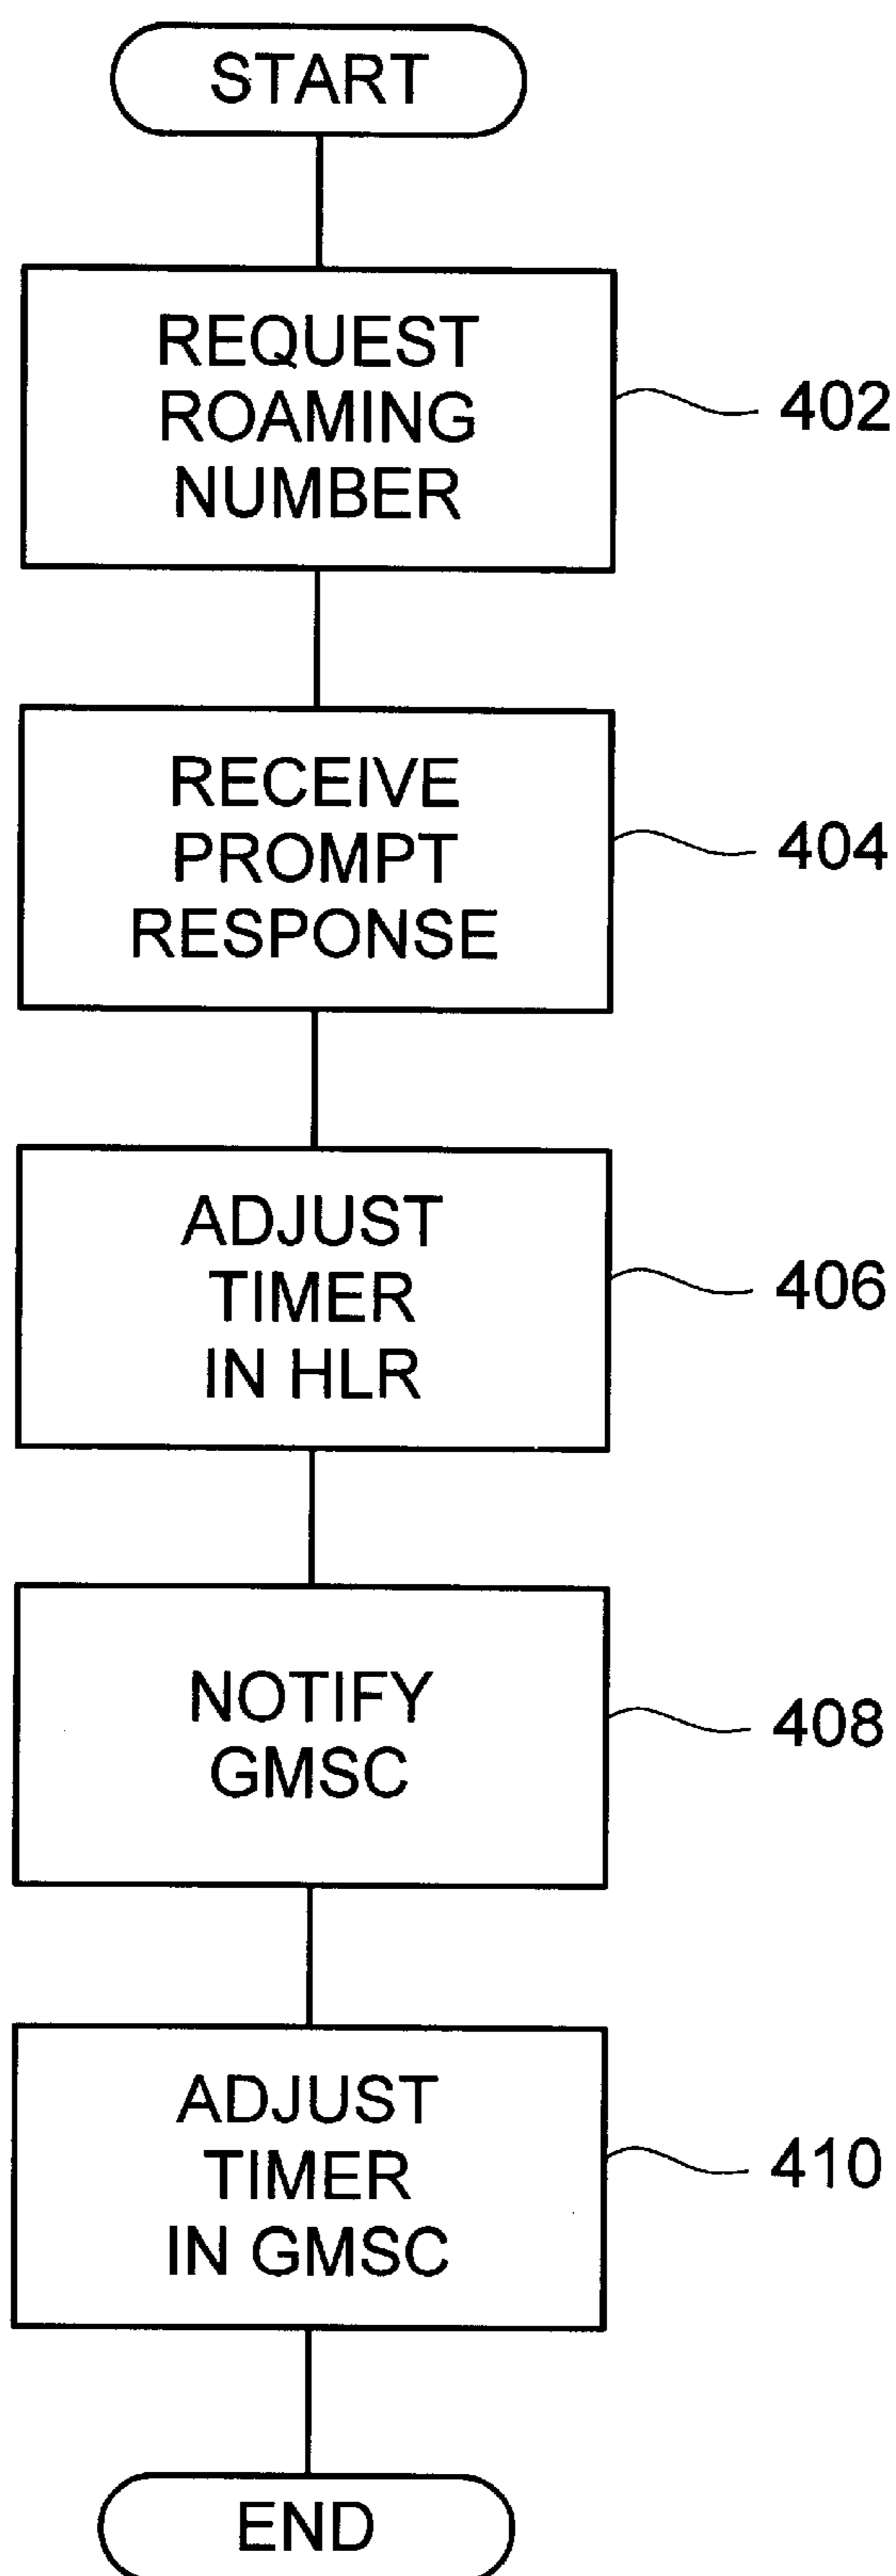 START
REQUEST
ROAMING
NUMBER
402
RECEIVE
PROMPT
RESPONSE
404
ADJUST
TIMER
IN HLR
406
NOTIFY
GMSC
408
ADJUST
TIMER
IN GMSC
410
END